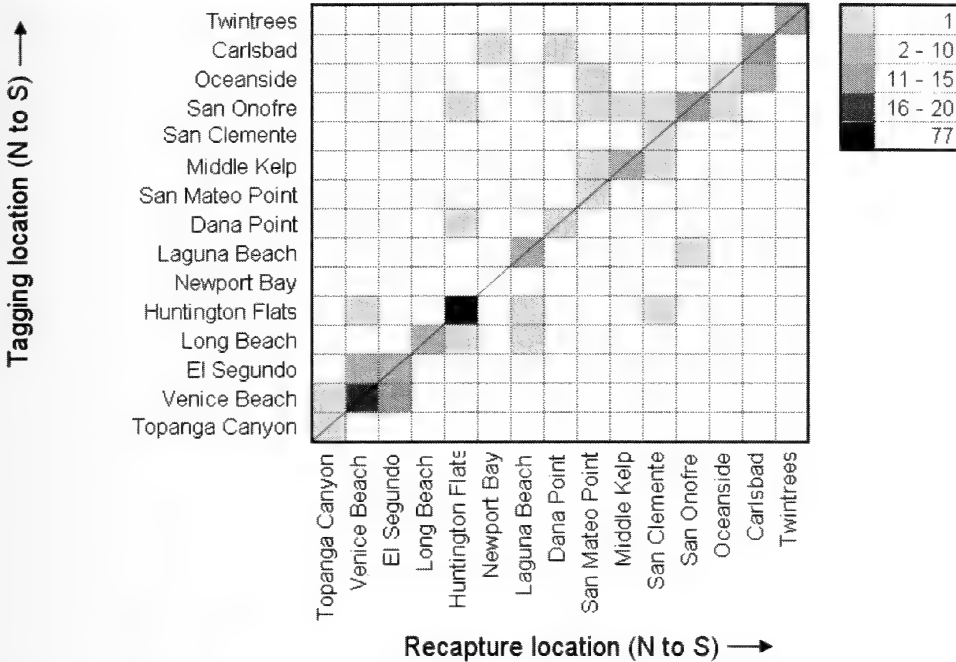 Tagging location (N to S) →
Twintrees
Carlsbad
Oceanside
San Onofre
San Clemente
Middle Kelp
San Mateo Point
Dana Point
Laguna Beach
Newport Bay
Huntington Flats
Long Beach
El Segundo
Venice Beach
Topanga Canyon
1
2 - 10
11 - 15
16 - 20
77
Topanga Canyon
Venice Beach
El Segundo
Long Beach
Huntington Flats
Newport Bay
Laguna Beach
Dana Point
San Mateo Point
Middle Kelp
San Clemente
San Onofre
Oceanside
Carlsbad
Twintrees
Recapture location (N to S) →